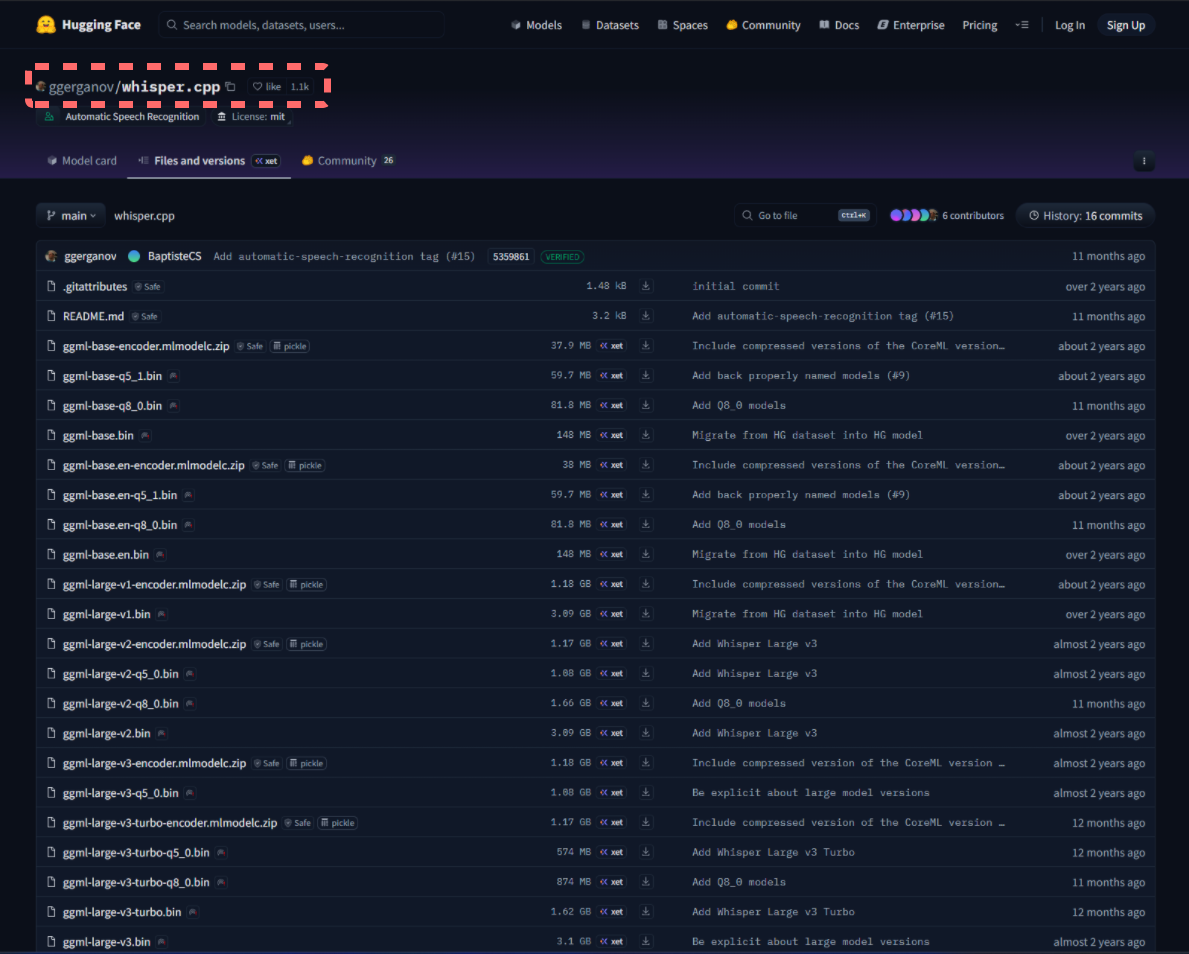 Hugging Face Search models, datasets, users... Models Datasets Spaces Community Docs Enterprise Pricing Log In Sign Up
ggerganov/whisper.cpp like 1.1k
Automatic Speech Recognition License: mit
Model card Files and versions xet Community 26
main whisper.cpp Go to file Ctrl+K 6 contributors History: 16 commits
ggerganov BaptisteCS Add automatic-speech-recognition tag (#15) 5359861 VERIFIED 11 months ago
.gitattributes Safe 1.48 kB initial commit over 2 years ago
README.md Safe 3.2 kB Add automatic-speech-recognition tag (#15) 11 months ago
ggml-base-encoder.mlmodelc.zip Safe pickle 37.9 MB xet Include compressed versions of the CoreML version… about 2 years ago
ggml-base-q5_1.bin 59.7 MB xet Add back properly named models (#9) about 2 years ago
ggml-base-q8_0.bin 81.8 MB xet Add Q8_0 models 11 months ago
ggml-base.bin 148 MB xet Migrate from HG dataset into HG model over 2 years ago
ggml-base.en-encoder.mlmodelc.zip Safe pickle 38 MB xet Include compressed versions of the CoreML version… about 2 years ago
ggml-base.en-q5_1.bin 59.7 MB xet Add back properly named models (#9) about 2 years ago
ggml-base.en-q8_0.bin 81.8 MB xet Add Q8_0 models 11 months ago
ggml-base.en.bin 148 MB xet Migrate from HG dataset into HG model over 2 years ago
ggml-large-v1-encoder.mlmodelc.zip Safe pickle 1.18 GB xet Include compressed versions of the CoreML version… about 2 years ago
ggml-large-v1.bin 3.09 GB xet Migrate from HG dataset into HG model over 2 years ago
ggml-large-v2-encoder.mlmodelc.zip Safe pickle 1.17 GB xet Add Whisper Large v3 almost 2 years ago
ggml-large-v2-q5_0.bin 1.08 GB xet Add Whisper Large v3 almost 2 years ago
ggml-large-v2-q8_0.bin 1.66 GB xet Add Q8_0 models 11 months ago
ggml-large-v2.bin 3.09 GB xet Add Whisper Large v3 almost 2 years ago
ggml-large-v3-encoder.mlmodelc.zip Safe pickle 1.18 GB xet Include compressed version of the CoreML version … almost 2 years ago
ggml-large-v3-q5_0.bin 1.08 GB xet Be explicit about large model versions almost 2 years ago
ggml-large-v3-turbo-encoder.mlmodelc.zip Safe pickle 1.17 GB xet Include compressed version of the CoreML version … 12 months ago
ggml-large-v3-turbo-q5_0.bin 574 MB xet Add Whisper Large v3 Turbo 12 months ago
ggml-large-v3-turbo-q8_0.bin 874 MB xet Add Q8_0 models 11 months ago
ggml-large-v3-turbo.bin 1.62 GB xet Add Whisper Large v3 Turbo 12 months ago
ggml-large-v3.bin 3.1 GB xet Be explicit about large model versions almost 2 years ago